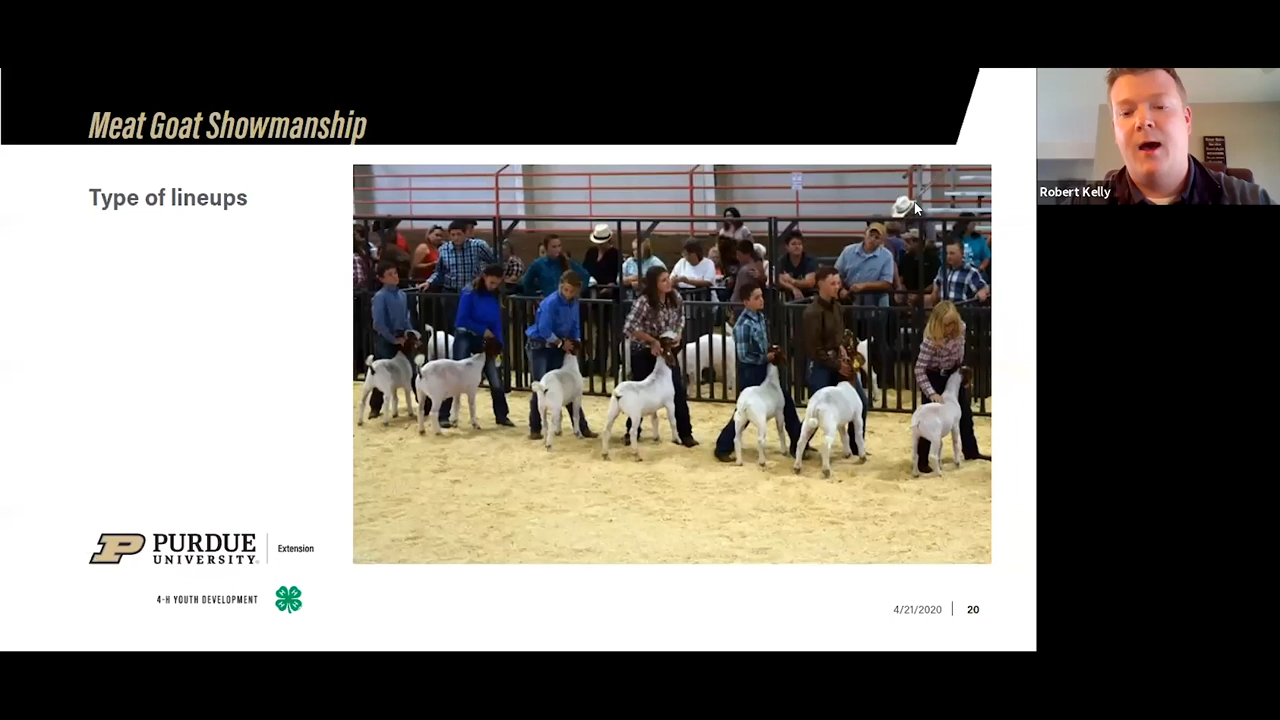 Meat Goat Showmanship
Robert Kelly
Type of lineups
PURDUE
UNIVERSITY
Extension
4-H YOUTH DEVELOPMENT
4/21/2020
20